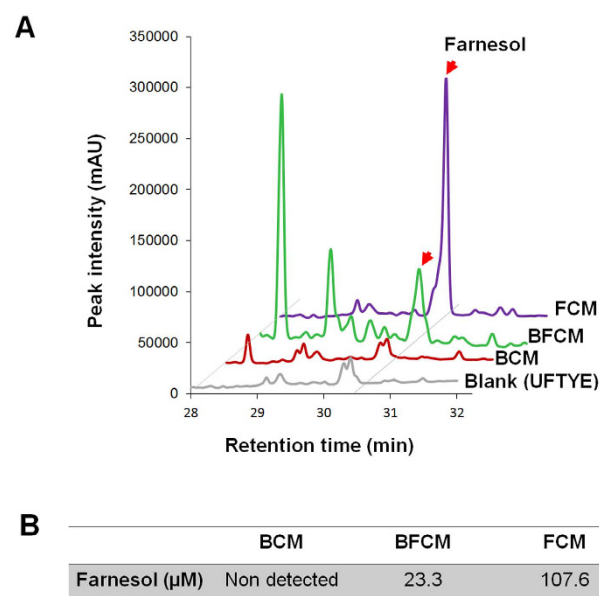 A
Farnesol
350000
300000
250000
200000
150000
100000
50000
0
Peak intensity (mAU)
FCM
BFCM
BCM
Blank (UFTYE)
28 29 30 31 32
Retention time (min)
B
BCM BFCM FCM
Farnesol (µM) Non detected 23.3 107.6